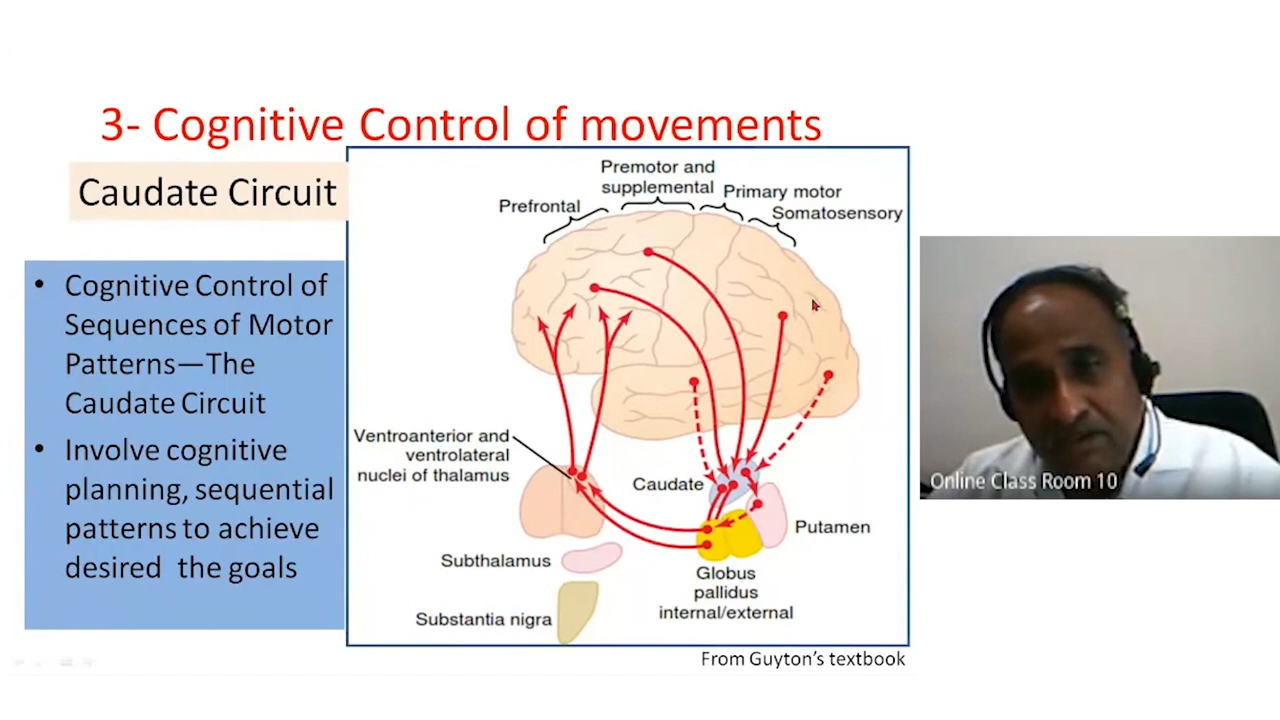 3- Cognitive Control of movements
Caudate Circuit
• Cognitive Control of
Sequences of Motor
Patterns—The
Caudate Circuit
• Involve cognitive
planning, sequential
patterns to achieve
desired the goals
Premotor and
supplemental
Prefrontal
Primary motor
Somatosensory
Ventroanterior and
ventrolateral
nuclei of thalamus
Caudate
Putamen
Subthalamus
Globus
pallidus
internal/external
Substantia nigra
From Guyton's textbook
Online Class Room 10